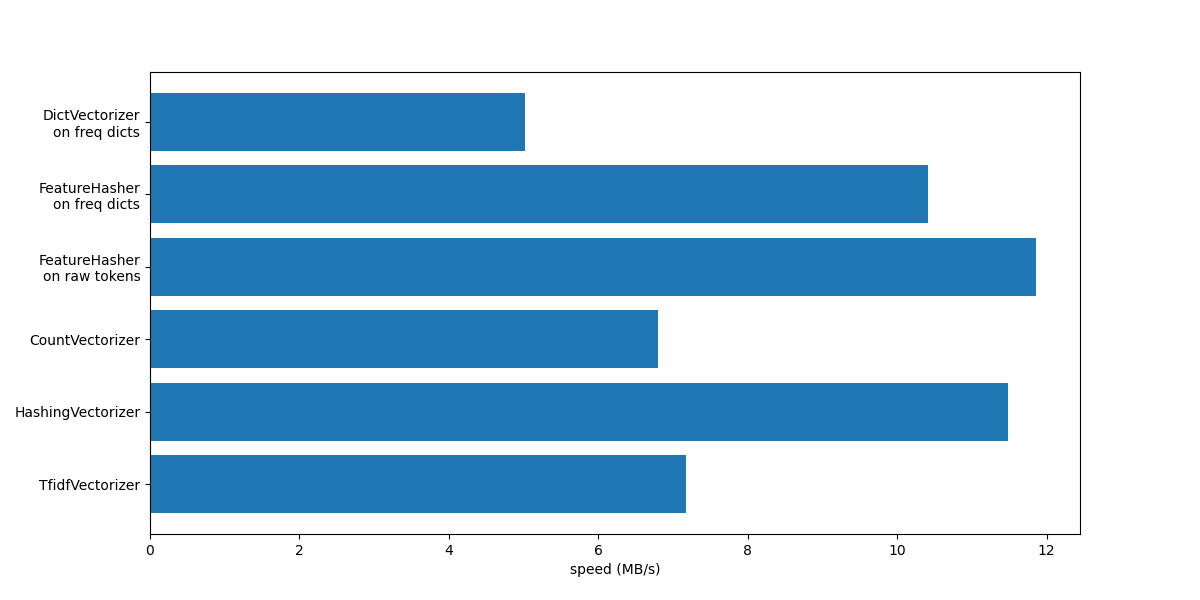 DictVectorizer
on freq dicts
FeatureHasher
on freq dicts
FeatureHasher
on raw tokens
CountVectorizer
HashingVectorizer
TfidfVectorizer
0 2 4 6 8 10 12
speed (MB/s)